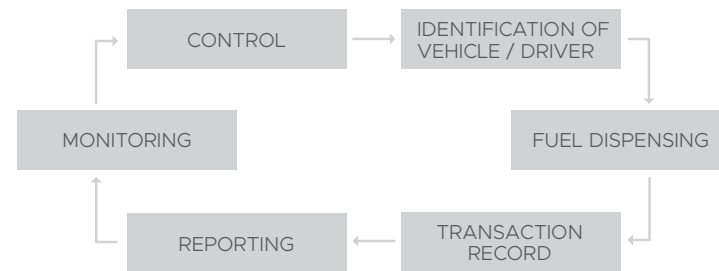 CONTROL
IDENTIFICATION OF
VEHICLE / DRIVER
MONITORING
FUEL DISPENSING
REPORTING
TRANSACTION
RECORD